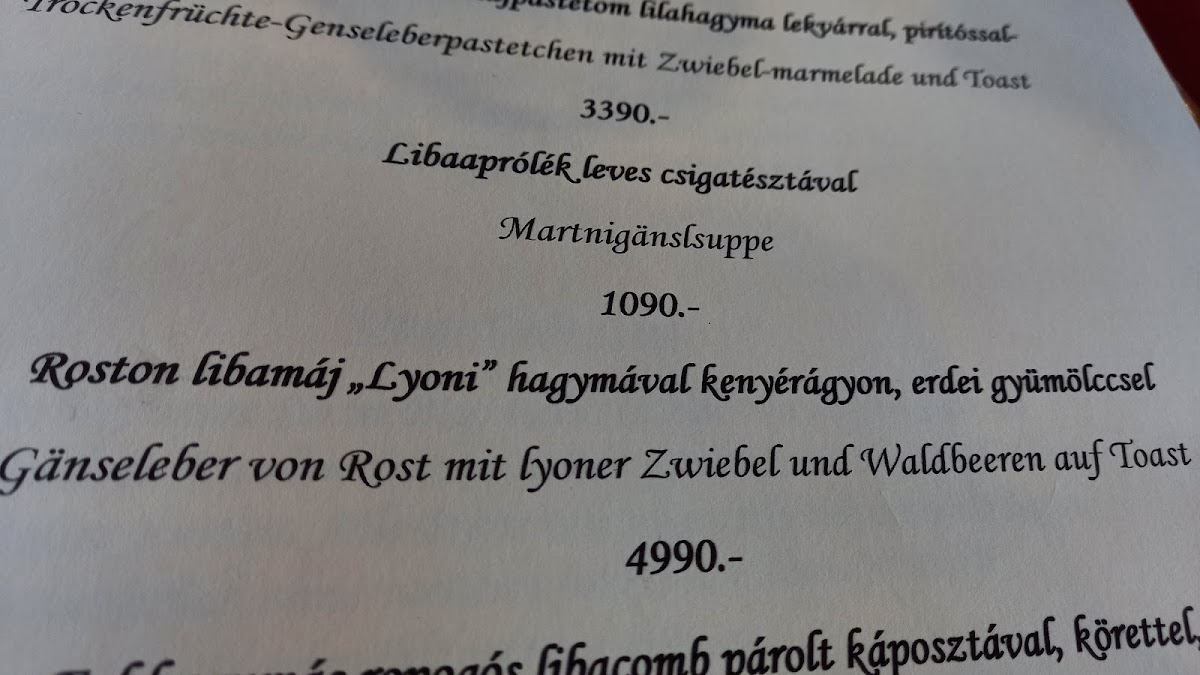 lilahagyma lekvárral, pirítóssal-
Trockenfrüchte-Genseleberpastetchen mit Zwiebel-marmelade und Toast
3390.-
Libaaprólék leves csigatésztával
Martnigänslsuppe
1090.-
Roston libamáj „Lyoni” hagymával kenyérágyon, erdei gyümölccsel
Gänseleber von Rost mit lyoner Zwiebel und Waldbeeren auf Toast
4990.-
ropogós libacomb párolt káposztával, körettel,